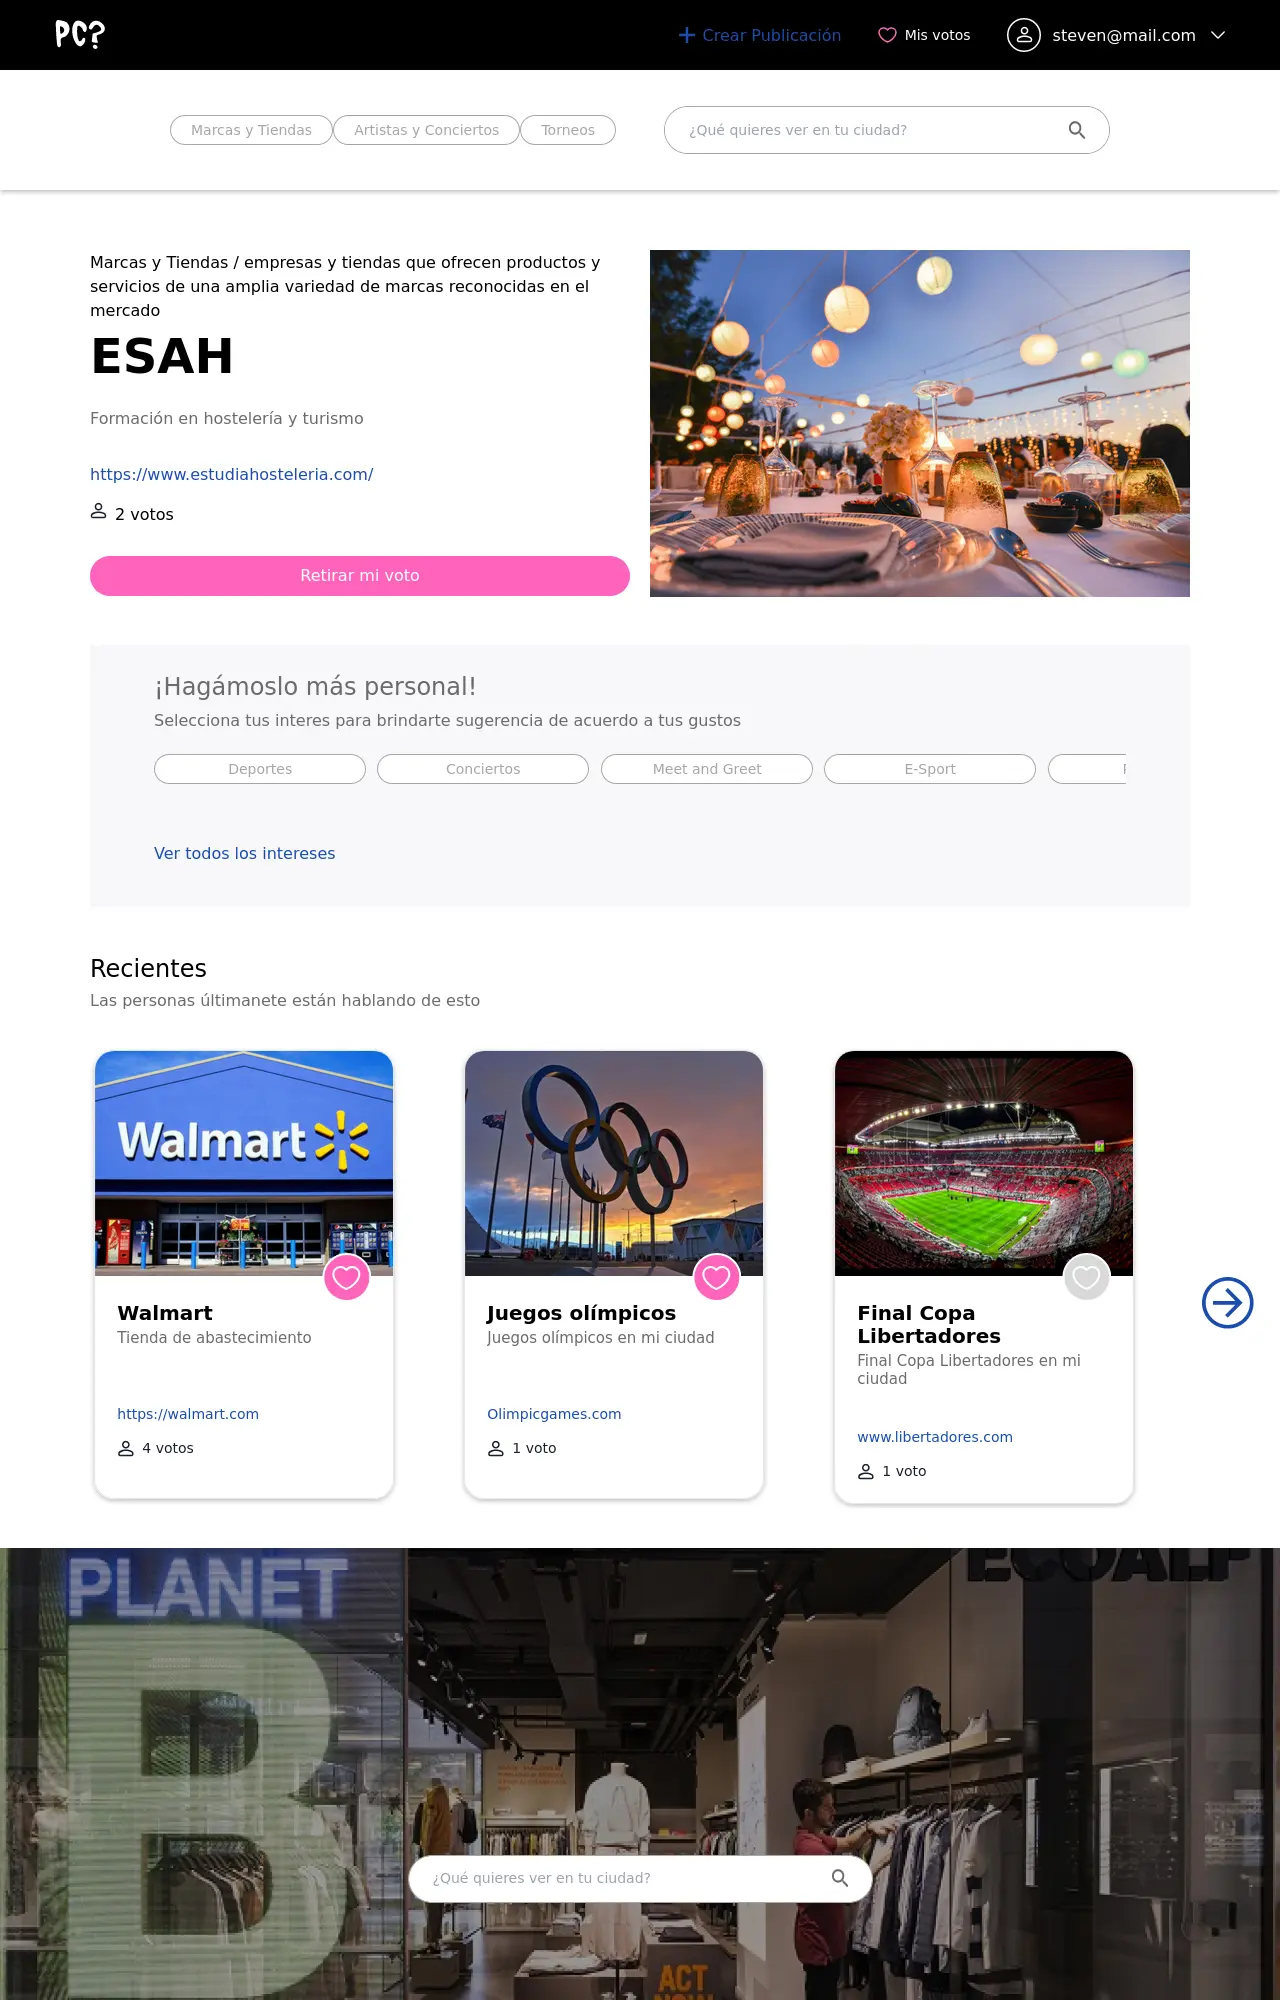 PC?
Crear Publicación
Mis votos
steven@mail.com
Marcas y Tiendas
Artistas y Conciertos
Torneos
¿Qué quieres ver en tu ciudad?
Marcas y Tiendas / empresas y tiendas que ofrecen productos y
servicios de una amplia variedad de marcas reconocidas en el
mercado
ESAH
Formación en hostelería y turismo
https://www.estudiahosteleria.com/
2 votos
Retirar mi voto
¡Hagámoslo más personal!
Selecciona tus interes para brindarte sugerencia de acuerdo a tus gustos
Deportes
Conciertos
Meet and Greet
E-Sport
Ver todos los intereses
Recientes
Las personas últimanete están hablando de esto
Walmart
Walmart
Tienda de abastecimiento
https://walmart.com
4 votos
Juegos olímpicos
Juegos olímpicos en mi ciudad
Olimpicgames.com
1 voto
Final Copa
Libertadores
Final Copa Libertadores en mi
ciudad
www.libertadores.com
1 voto
PLANET
B
ECOALF
¿Qué quieres ver en tu ciudad?
ACT
NOW